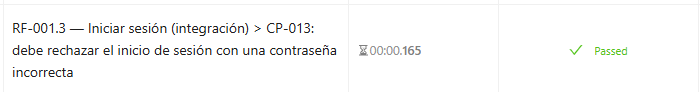 RF-001.3 — Iniciar sesión (integración) > CP-013:
debe rechazar el inicio de sesión con una contraseña
incorrecta
00:00.165
Passed